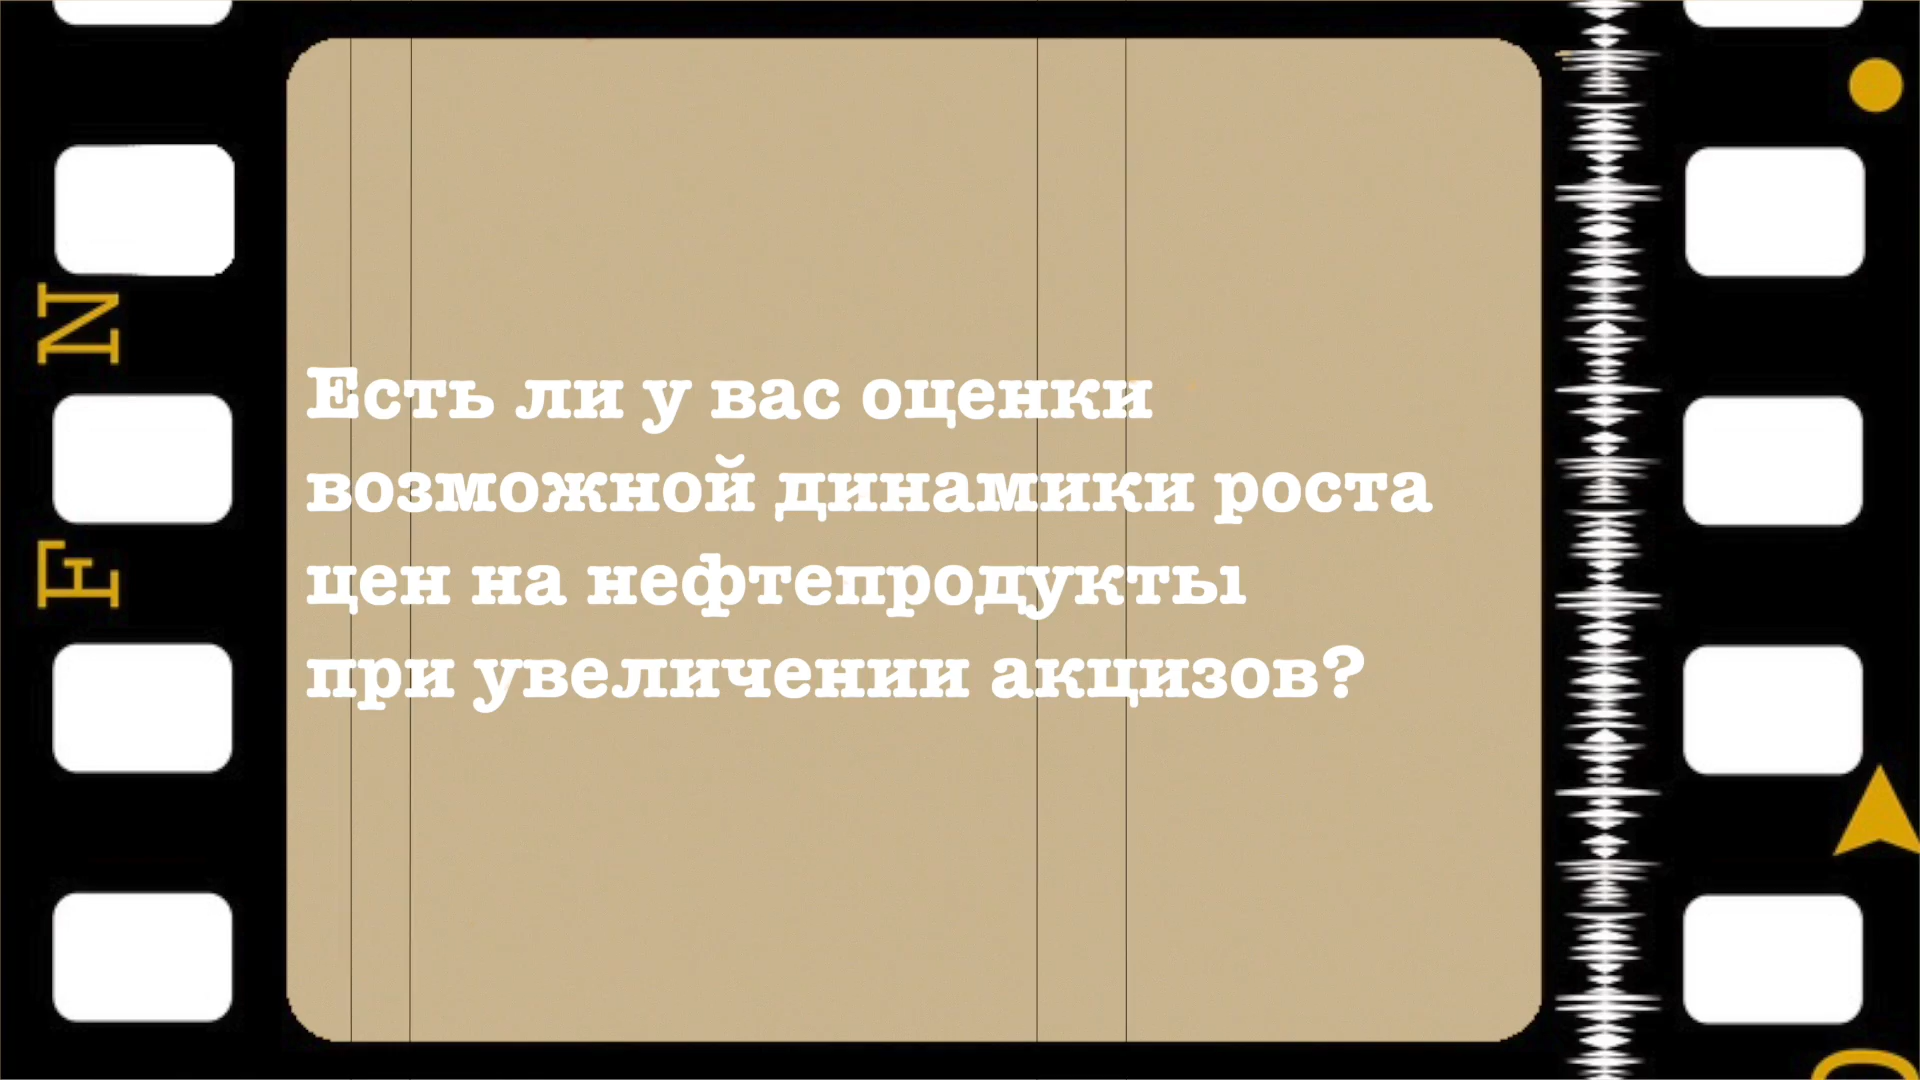 Есть ли у вас оценки
возможной динамики роста
цен на нефтепродукты
при увеличении акцизов?
N
F